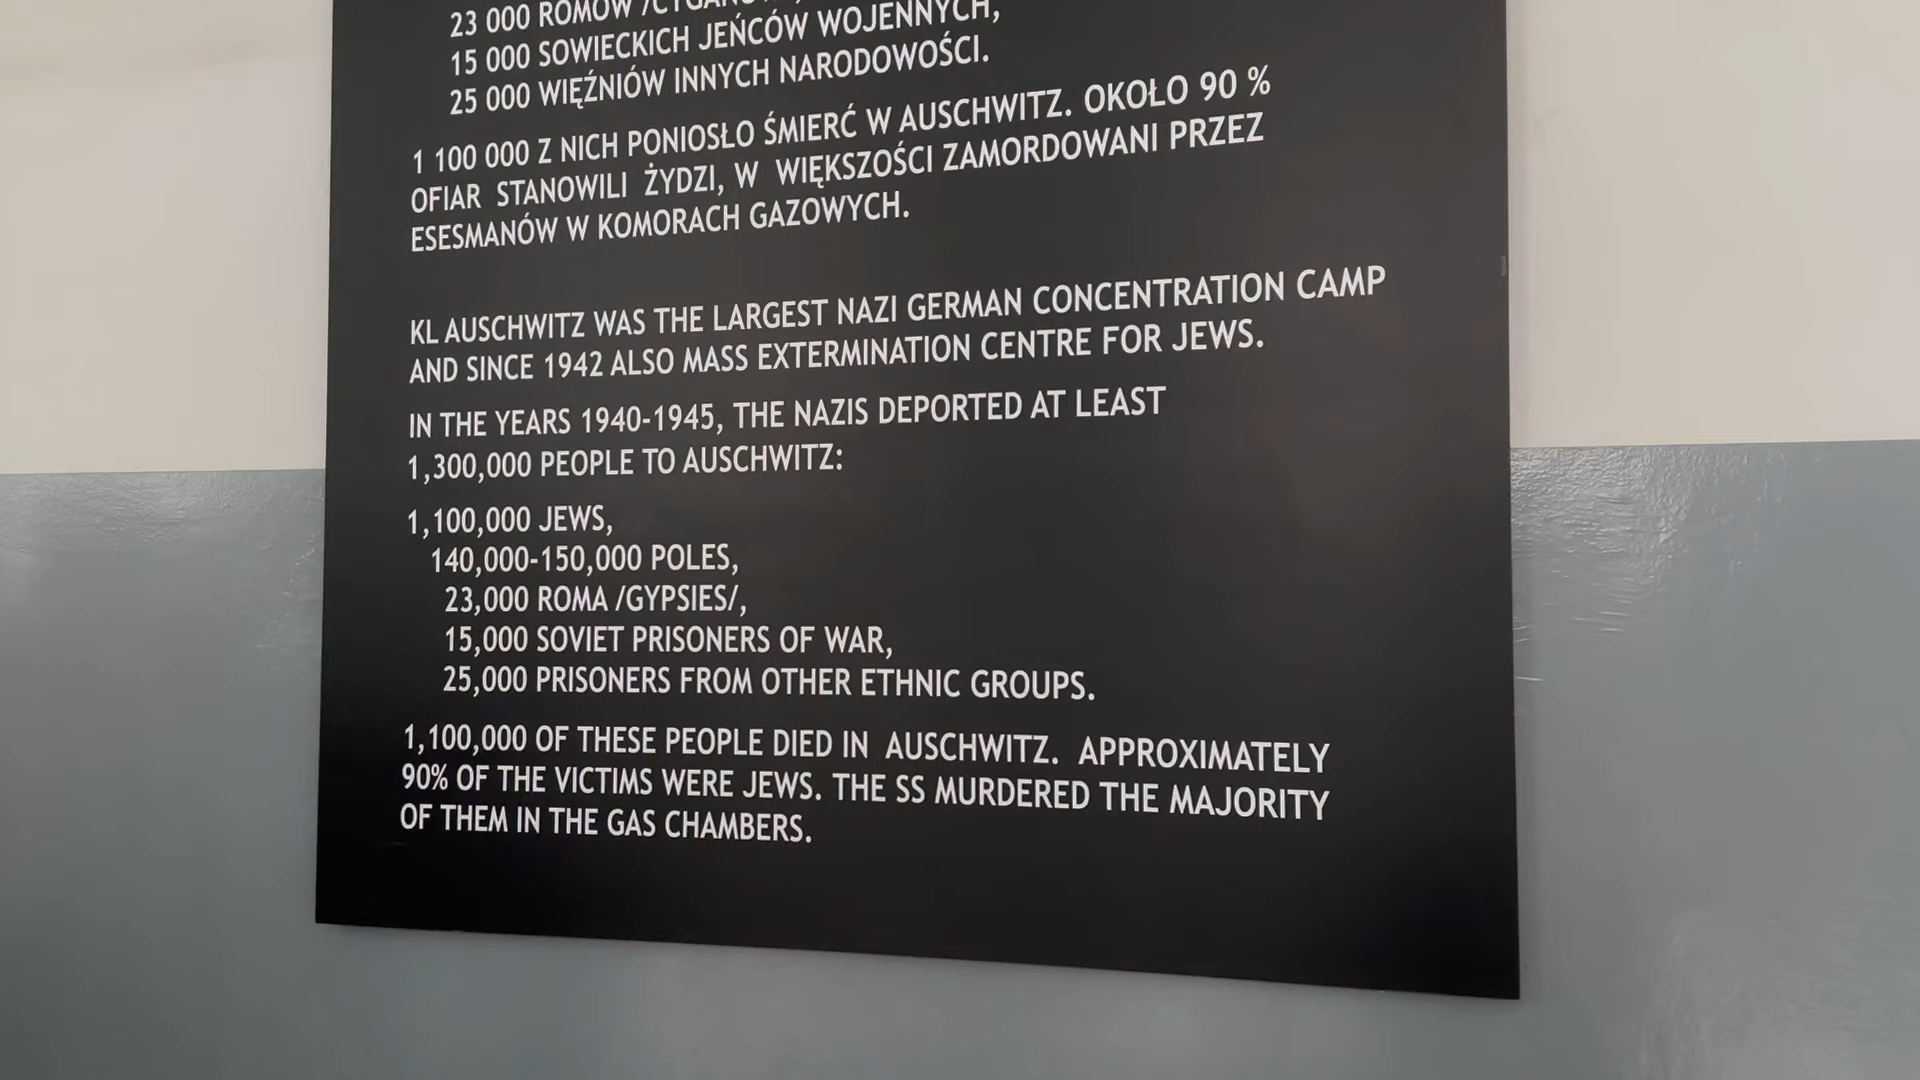 23 000 ROMÓW
15 000 SOWIECKICH JEŃCÓW WOJENNYCH,
25 000 WIĘŹNIÓW INNYCH NARODOWOŚCI.
1 100 000 Z NICH PONIOSŁO ŚMIERĆ W AUSCHWITZ. OKOŁO 90 %
OFIAR STANOWILI ŻYDZI, W WIĘKSZOŚCI ZAMORDOWANI PRZEZ
ESESMANÓW W KOMORACH GAZOWYCH.
KL AUSCHWITZ WAS THE LARGEST NAZI GERMAN CONCENTRATION CAMP
AND SINCE 1942 ALSO MASS EXTERMINATION CENTRE FOR JEWS.
IN THE YEARS 1940-1945, THE NAZIS DEPORTED AT LEAST
1,300,000 PEOPLE TO AUSCHWITZ:
1,100,000 JEWS,
140,000-150,000 POLES,
23,000 ROMA /GYPSIES/,
15,000 SOVIET PRISONERS OF WAR,
25,000 PRISONERS FROM OTHER ETHNIC GROUPS.
1,100,000 OF THESE PEOPLE DIED IN AUSCHWITZ. APPROXIMATELY
90% OF THE VICTIMS WERE JEWS. THE SS MURDERED THE MAJORITY
OF THEM IN THE GAS CHAMBERS.